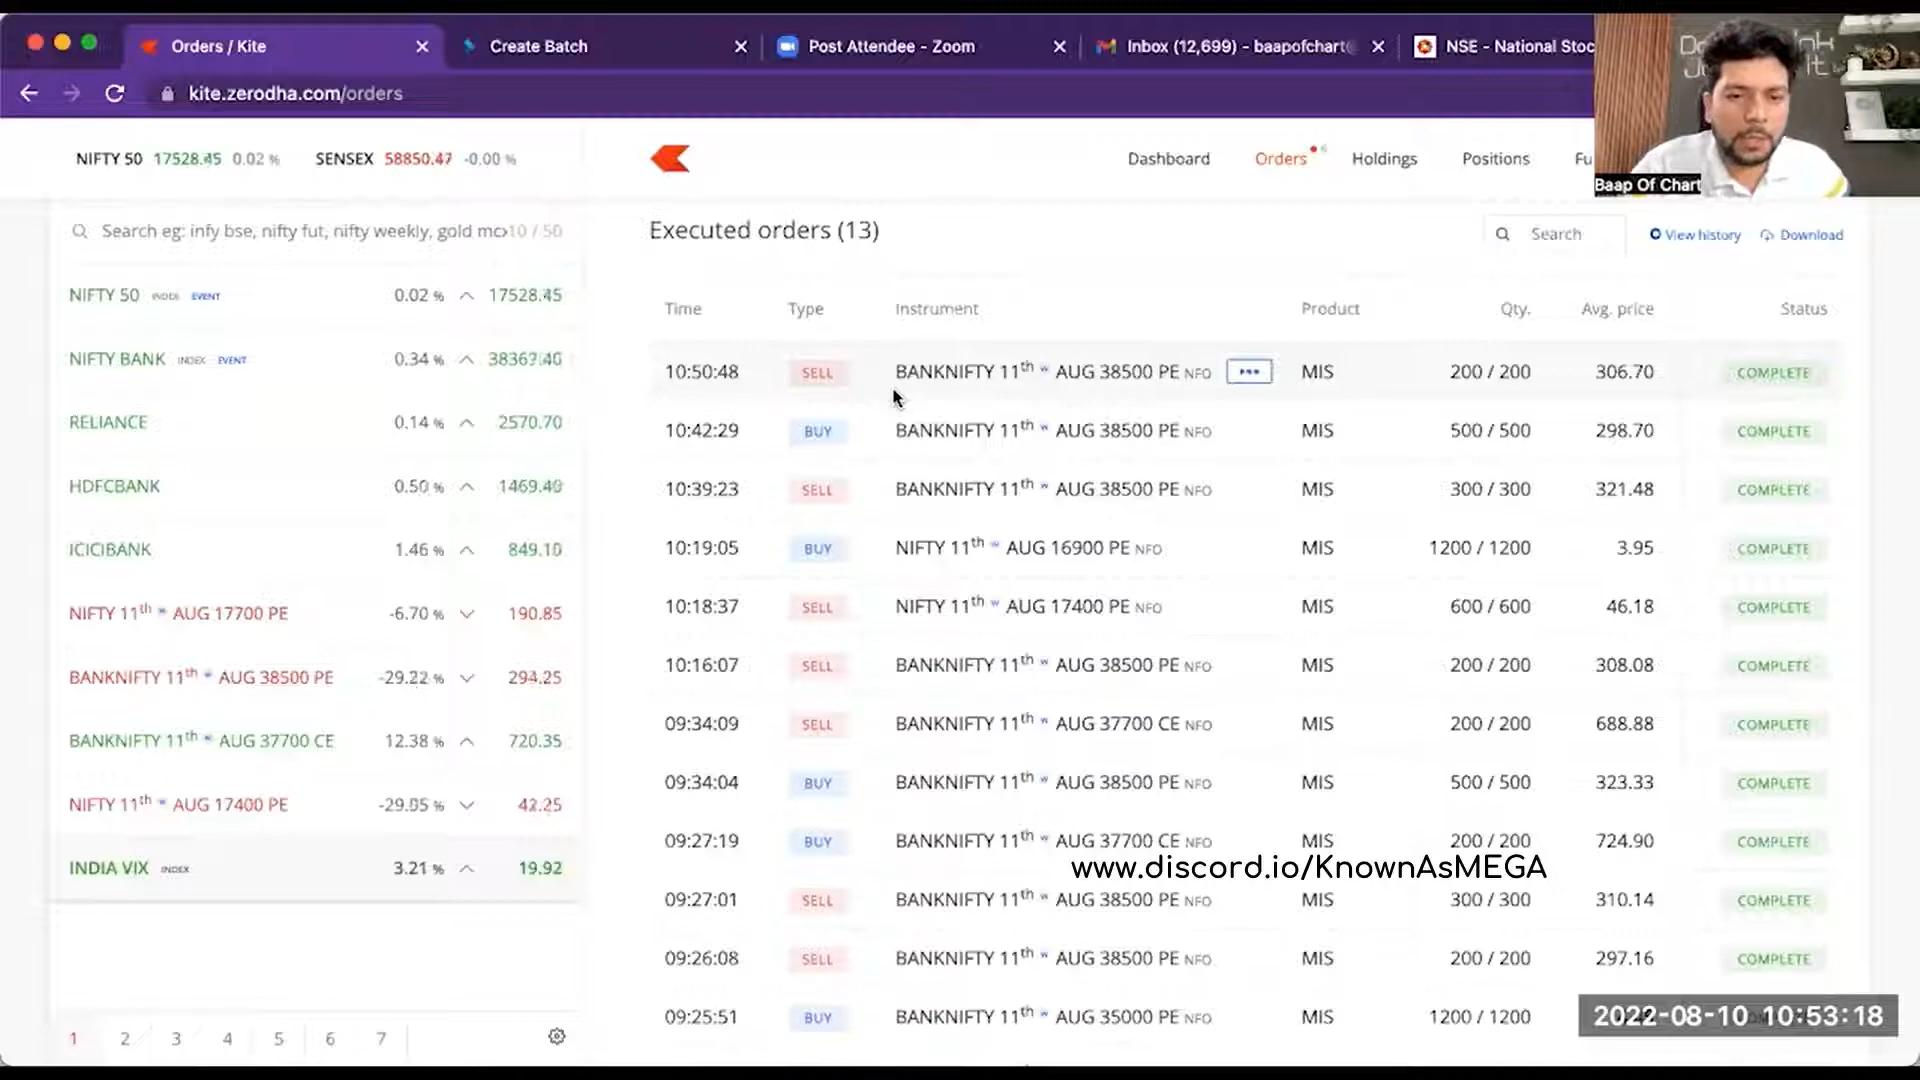 Orders / Kite
Create Batch
Post Attendee - Zoom
Inbox (12,699) - baapofchart
NSE - National Stoc
kite.zerodha.com/orders
Baap Of Chart
NIFTY 50 17528.45 0.02 % SENSEX 58850.47 -0.00 %
Dashboard Orders Holdings Positions Fu
Search eg: infy bse, nifty fut, nifty weekly, gold mcx 10 / 50
NIFTY 50 INDEX EVENT 0.02 % 17528.45
NIFTY BANK INDEX EVENT 0.34 %
RELIANCE 0.14 % 2570.70
HDFCBANK 0.50 % 1469.40
ICICIBANK 1.46 % 849.10
NIFTY 11th w AUG 17700 PE -6.70 % 190.85
BANKNIFTY 11th w AUG 38500 PE -29.22 % 294.25
BANKNIFTY 11th w AUG 37700 CE 12.38 % 720.35
NIFTY 11th w AUG 17400 PE 42.25
INDIA VIX INDEX 3.21 % 19.92
1 2 3 4 5 6 7
Executed orders (13)
Search View history Download
Time Type Instrument Product Qty. Avg. price Status
10:50:48 SELL BANKNIFTY 11th w AUG 38500 PE NFO ••• MIS 200 / 200 306.70 COMPLETE
10:42:29 BUY BANKNIFTY 11th w AUG 38500 PE NFO MIS 500 / 500 298.70 COMPLETE
10:39:23 SELL BANKNIFTY 11th w AUG 38500 PE NFO MIS 300 / 300 321.48 COMPLETE
10:19:05 BUY NIFTY 11th w AUG 16900 PE NFO MIS 1200 / 1200 3.95 COMPLETE
10:18:37 SELL NIFTY 11th w AUG 17400 PE NFO MIS 600 / 600 46.18 COMPLETE
10:16:07 SELL BANKNIFTY 11th w AUG 38500 PE NFO MIS 200 / 200 308.08 COMPLETE
09:34:09 SELL BANKNIFTY 11th w AUG 37700 CE NFO MIS 200 / 200 688.88 COMPLETE
09:34:04 BUY BANKNIFTY 11th w AUG 38500 PE NFO MIS 500 / 500 323.33 COMPLETE
09:27:19 BUY BANKNIFTY 11th w AUG 37700 CE NFO MIS 200 / 200 724.90 COMPLETE
www.discord.io/KnownAsMEGA
09:27:01 SELL BANKNIFTY 11th w AUG 38500 PE NFO MIS 300 / 300 310.14 COMPLETE
09:26:08 SELL BANKNIFTY 11th w AUG 38500 PE NFO MIS 200 / 200 297.16 COMPLETE
09:25:51 BUY BANKNIFTY 11th w AUG 35000 PE NFO MIS 1200 / 1200
2022-08-10 10:53:18